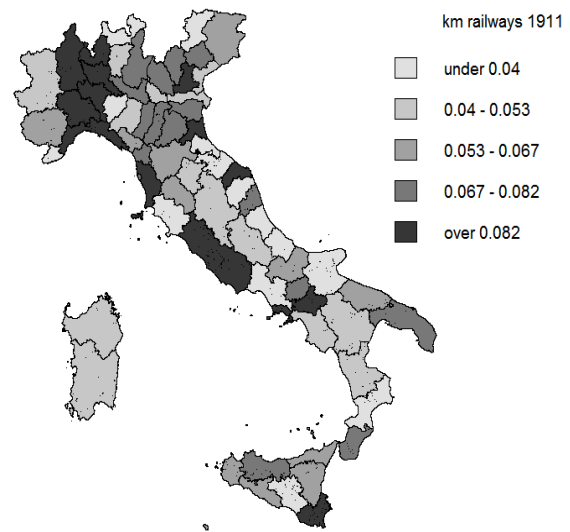 km railways 1911
under 0.04
0.04 - 0.053
0.053 - 0.067
0.067 - 0.082
over 0.082